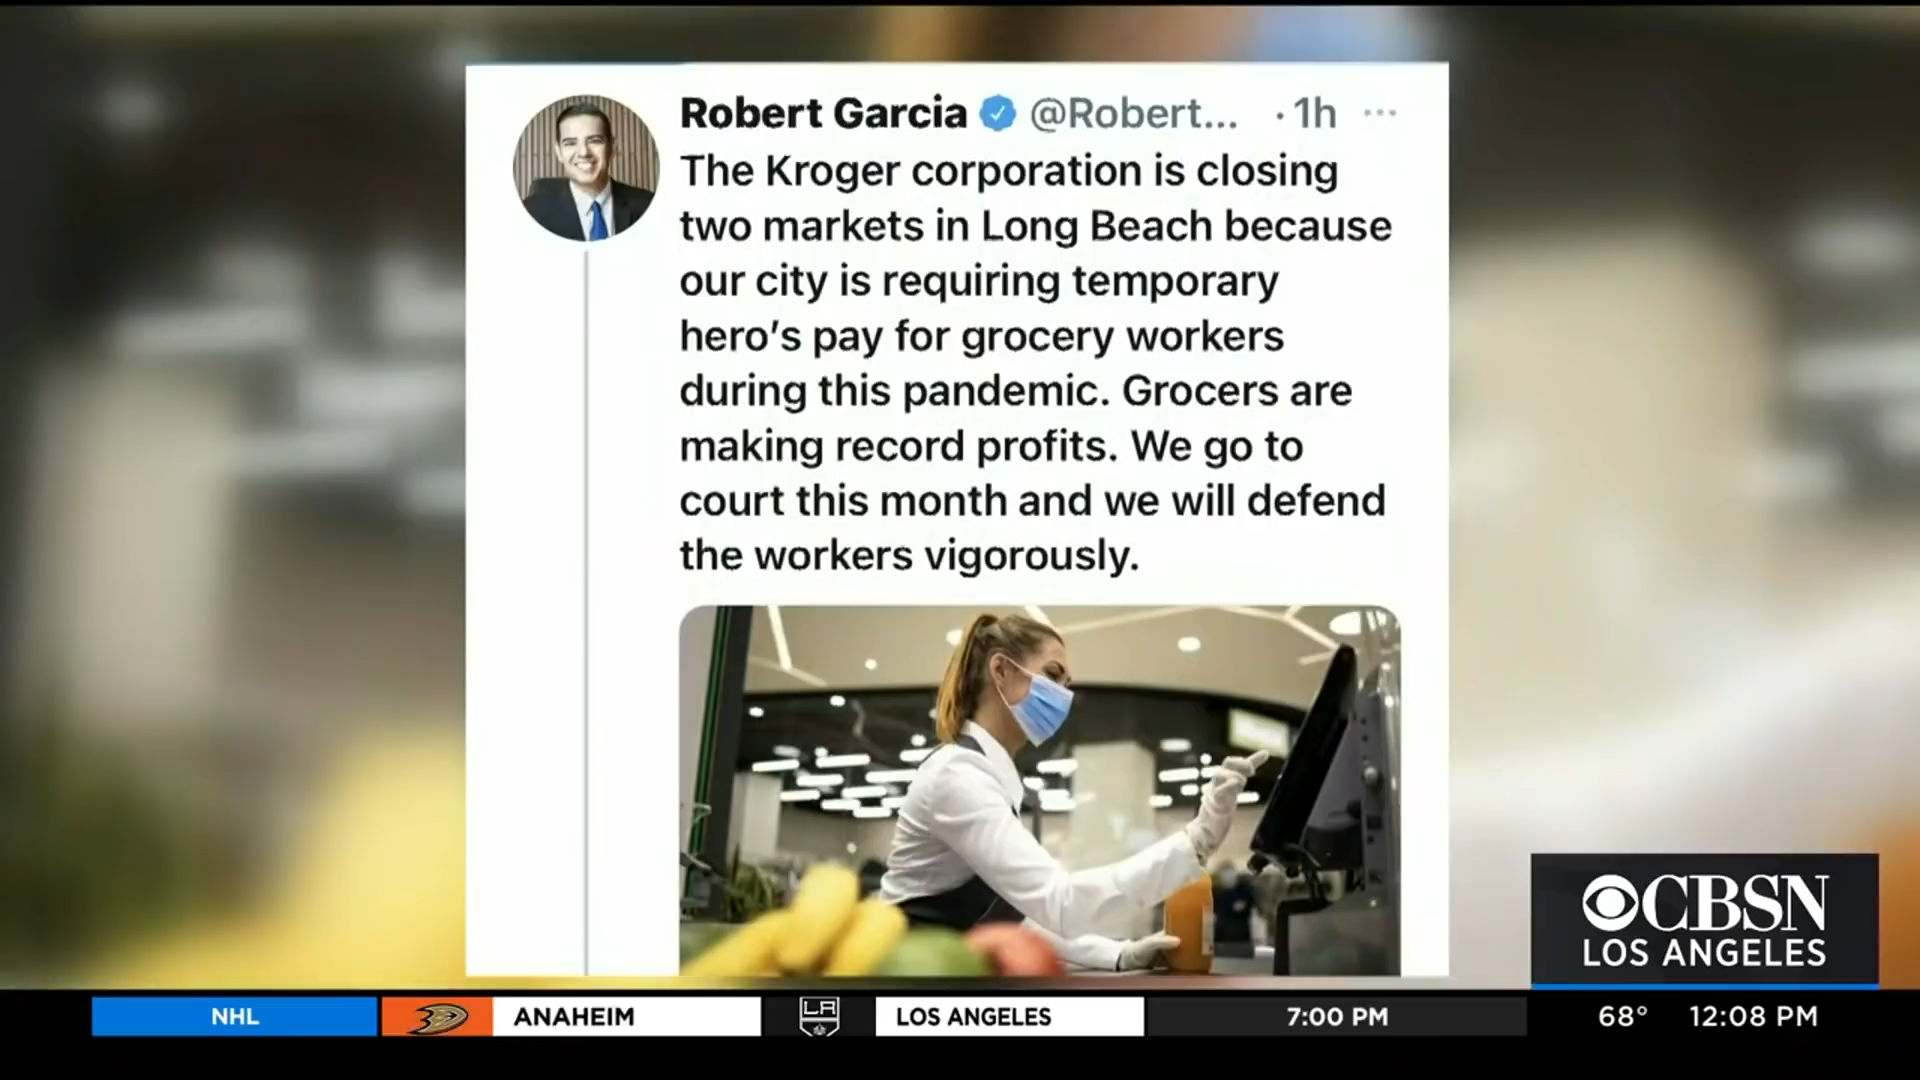 Robert Garcia @Robert... · 1h ...
The Kroger corporation is closing
two markets in Long Beach because
our city is requiring temporary
hero's pay for grocery workers
during this pandemic. Grocers are
making record profits. We go to
court this month and we will defend
the workers vigorously.
CBSN
LOS ANGELES
NHL ANAHEIM LA LOS ANGELES 7:00 PM 68° 12:08 PM